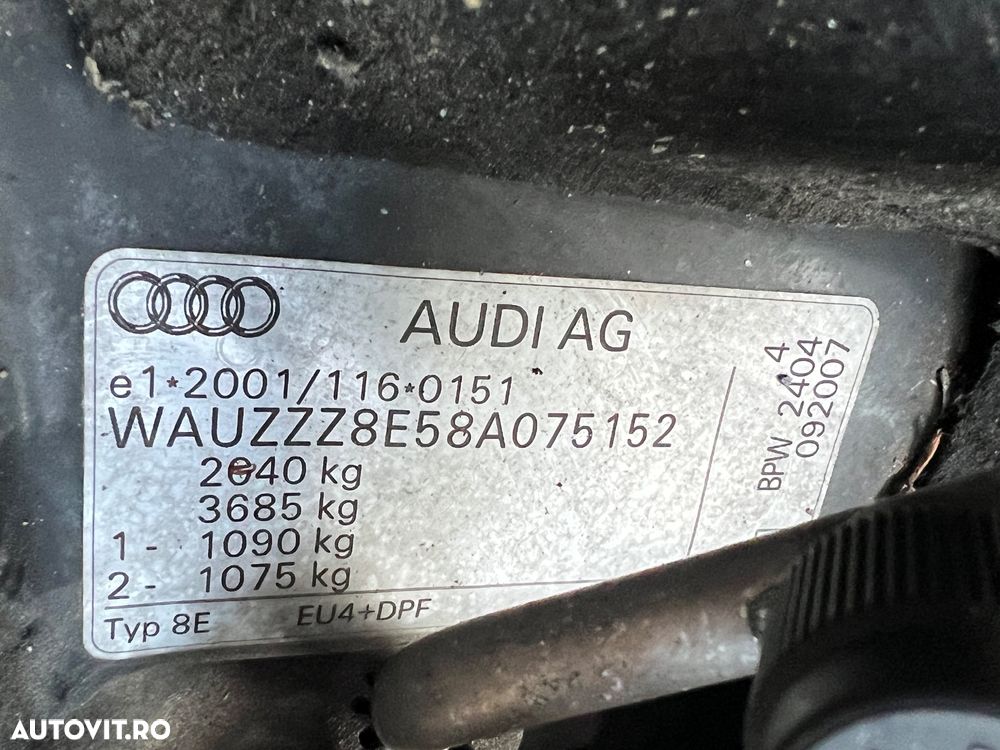 AUDI AG
e1*2001/116*0151
WAUZZZ8E58A075152
kg
3685 kg
1- 1090 kg
2- 1075 kg
Typ 8E EU4+DPF
4
BPW 2404
092007
AUTOVIT.RO